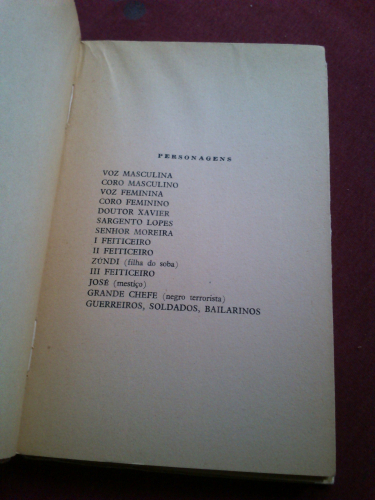 PERSONAGENS
VOZ MASCULINA
CORO MASCULINO
VOZ FEMININA
CORO FEMININO
DOUTOR XAVIER
SARGENTO LOPES
SENHOR MOREIRA
I FEITICEIRO
II FEITICEIRO
ZÚNDI (filha do soba)
III FEITICEIRO
JOSÉ (mestiço)
GRANDE CHEFE (negro terrorista)
GUERREIROS, SOLDADOS, BAILARINOS